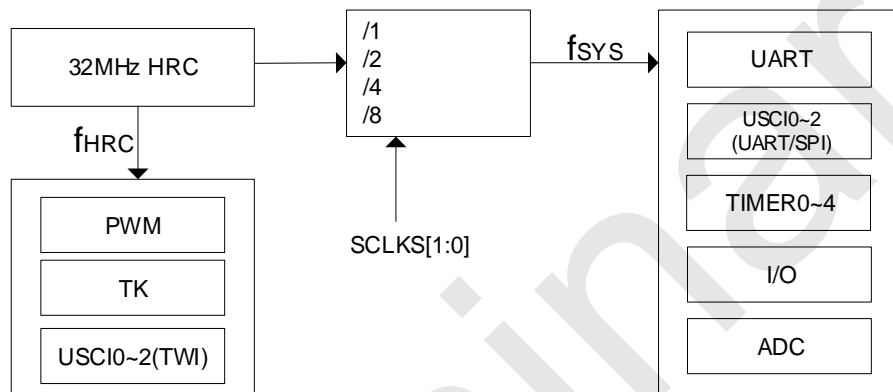 32MHz HRC
/1
/2
/4
/8
fSYS
fHRC
SCLKS[1:0]
PWM
TK
USCI0~2(TWI)
UART
USCI0~2
(UART/SPI)
TIMER0~4
I/O
ADC